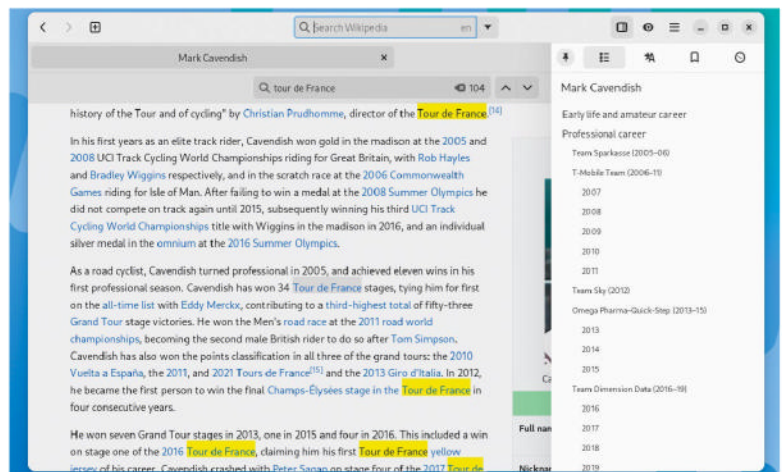 Search Wikipedia en
Mark Cavendish
tour de France 104
history of the Tour and of cycling" by Christian Prudhomme, director of the Tour de France.[14]
In his first years as an elite track rider, Cavendish won gold in the madison at the 2005 and
2008 UCI Track Cycling World Championships riding for Great Britain, with Rob Hayles
and Bradley Wiggins respectively, and in the scratch race at the 2006 Commonwealth
Games riding for Isle of Man. After failing to win a medal at the 2008 Summer Olympics he
did not compete on track again until 2015, subsequently winning his third UCI Track
Cycling World Championships title with Wiggins in the madison in 2016, and an individual
silver medal in the omnium at the 2016 Summer Olympics.
As a road cyclist, Cavendish turned professional in 2005, and achieved eleven wins in his
first professional season. Cavendish has won 34 Tour de France stages, tying him for first
on the all-time list with Eddy Merckx, contributing to a third-highest total of fifty-three
Grand Tour stage victories. He won the Men's road race at the 2011 road world
championships, becoming the second male British rider to do so after Tom Simpson.
Cavendish has also won the points classification in all three of the grand tours: the 2010
Vuelta a España, the 2011, and 2021 Tours de France[15] and the 2013 Giro d'Italia. In 2012,
he became the first person to win the final Champs-Élysées stage in the Tour de France in
four consecutive years.
He won seven Grand Tour stages in 2013, one in 2015 and four in 2016. This included a win
on stage one of the 2016 Tour de France, claiming him his first Tour de France yellow
jersey of his career. Cavendish crashed with Peter Sagan on stage four of the 2017 Tour de
Full nam
Nicknam
Mark Cavendish
Early life and amateur career
Professional career
Team Sparkasse (2005–06)
T-Mobile Team (2006–11)
2007
2008
2009
2010
2011
Team Sky (2012)
Omega Pharma–Quick-Step (2013–15)
2013
2014
2015
Team Dimension Data (2016–19)
2016
2017
2018
2019